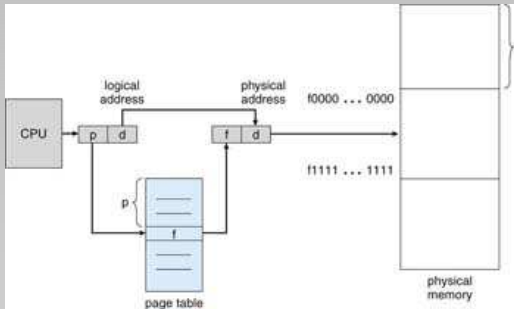 logical
address
physical
address
f0000 ... 0000
CPU
p d
f d
f1111 ... 1111
p
f
page table
physical
memory